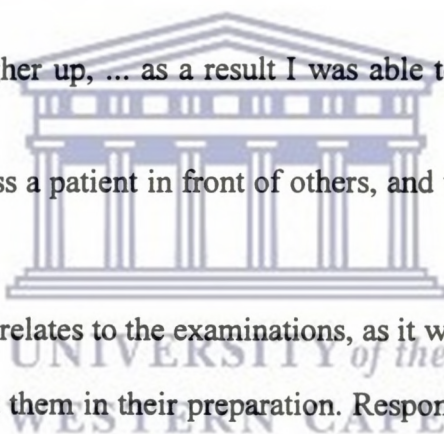 her up, ... as a result I was able t
ss a patient in front of others, and
relates to the examinations, as it w
UNIVERSITY of the
them in their preparation. Respon
WESTERN CAPE